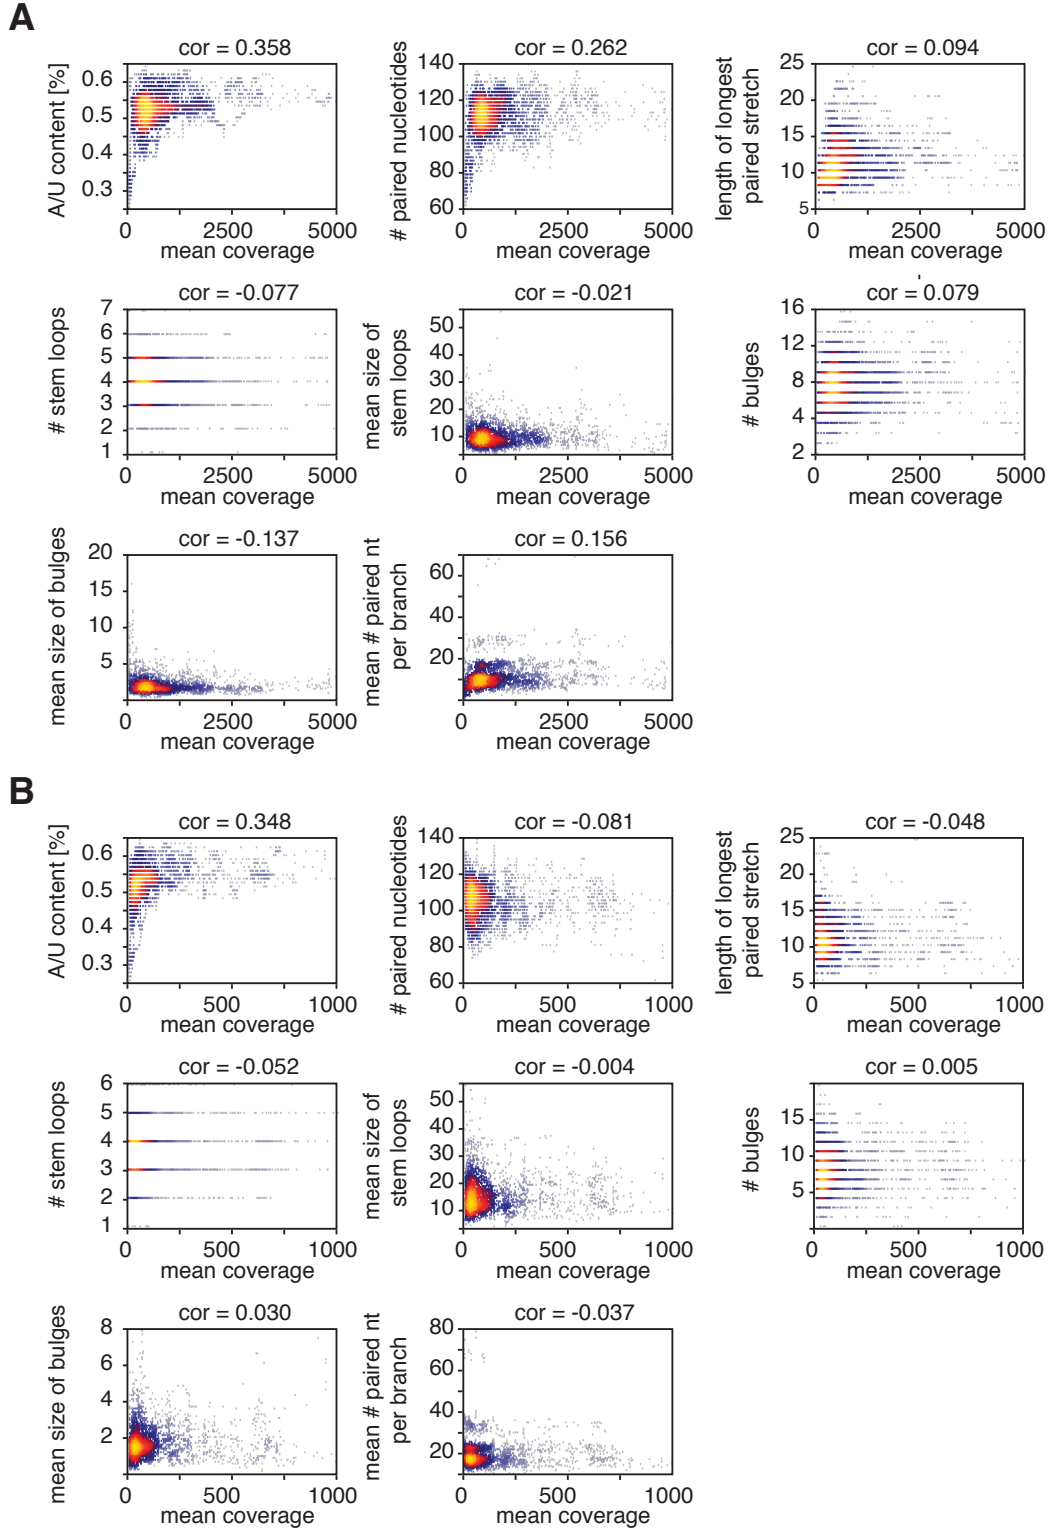 A
cor = 0.358
cor = 0.262
cor = 0.094
A/U content [%]
0.6
0.5
0.4
0.3
0
2500
5000
mean coverage
# paired nucleotides
140
120
100
80
60
0
2500
5000
mean coverage
length of longest
paired stretch
25
20
15
10
5
0
2500
5000
mean coverage
cor = -0.077
cor = -0.021
cor = 0.079
# stem loops
7
6
5
4
3
2
1
0
2500
5000
mean coverage
mean size of
stem loops
50
40
30
20
10
0
2500
5000
mean coverage
# bulges
16
12
8
4
2
0
2500
5000
mean coverage
cor = -0.137
cor = 0.156
mean size of bulges
20
15
10
5
0
2500
5000
mean coverage
mean # paired nt
per branch
60
40
20
0
2500
5000
mean coverage
B
cor = 0.348
cor = -0.081
cor = -0.048
A/U content [%]
0.6
0.5
0.4
0.3
0
500
1000
mean coverage
# paired nucleotides
140
120
100
80
60
0
500
1000
mean coverage
length of longest
paired stretch
25
20
15
10
5
0
500
1000
mean coverage
cor = -0.052
cor = -0.004
cor = 0.005
# stem loops
6
5
4
3
2
1
0
500
1000
mean coverage
mean size of
stem loops
50
40
30
20
10
0
500
1000
mean coverage
# bulges
15
10
5
0
500
1000
mean coverage
cor = 0.030
cor = -0.037
mean size of bulges
8
6
4
2
0
500
1000
mean coverage
mean # paired nt
per branch
80
60
40
20
0
500
1000
mean coverage